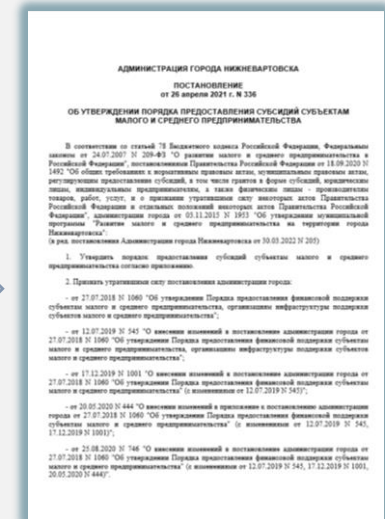 АДМИНИСТРАЦИЯ ГОРОДА НИЖНЕВАРТОВСКА
ПОСТАНОВЛЕНИЕ
от 26 апреля 2021 г. N 336
ОБ УТВЕРЖДЕНИИ ПОРЯДКА ПРЕДОСТАВЛЕНИЯ СУБСИДИЙ СУБЪЕКТАМ
МАЛОГО И СРЕДНЕГО ПРЕДПРИНИМАТЕЛЬСТВА
В соответствии со статьей 78 Бюджетного кодекса Российской Федерации, Федеральным
законом от 24.07.2007 N 209-ФЗ "О развитии малого и среднего предпринимательства в
Российской Федерации", постановлением Правительства Российской Федерации от 18.09.2020 N
1492 "Об общих требованиях к нормативным правовым актам, муниципальным правовым актам,
регулирующим предоставление субсидий, в том числе грантов в форме субсидий, юридическим
лицам, индивидуальным предпринимателям, а также физическим лицам - производителям
товаров, работ, услуг, и о признании утратившими силу некоторых актов Правительства
Российской Федерации и отдельных положений некоторых актов Правительства Российской
Федерации", администрации города от 03.11.2015 N 1953 "Об утверждении муниципальной
программы "Развитие малого и среднего предпринимательства на территории города
Нижневартовска":
(в ред. постановления Администрации города Нижневартовска от 30.03.2022 N 205)
1. Утвердить порядок предоставления субсидий субъектам малого и среднего
предпринимательства согласно приложению.
2. Признать утратившими силу постановления администрации города:
- от 27.07.2018 N 1060 "Об утверждении Порядка предоставления финансовой поддержки
субъектам малого и среднего предпринимательства, организациям инфраструктуры поддержки
субъектов малого и среднего предпринимательства";
- от 12.07.2019 N 545 "О внесении изменений в постановление администрации города от
27.07.2018 N 1060 "Об утверждении Порядка предоставления финансовой поддержки субъектам
малого и среднего предпринимательства, организациям инфраструктуры поддержки субъектов
малого и среднего предпринимательства";
- от 17.12.2019 N 1001 "О внесении изменений в постановление администрации города от
27.07.2018 N 1060 "Об утверждении Порядка предоставления финансовой поддержки субъектам
малого и среднего предпринимательства" (с изменениями от 12.07.2019 N 545)";
- от 20.05.2020 N 444 "О внесении изменений в приложение к постановлению администрации
города от 27.07.2018 N 1060 "Об утверждении Порядка предоставления финансовой поддержки
субъектам малого и среднего предпринимательства" (с изменениями от 12.07.2019 N 545,
17.12.2019 N 1001)";
- от 25.08.2020 N 746 "О внесении изменений в постановление администрации города от
27.07.2018 N 1060 "Об утверждении Порядка предоставления финансовой поддержки субъектам
малого и среднего предпринимательства" (с изменениями от 12.07.2019 N 545, 17.12.2019 N 1001,
20.05.2020 N 444)".